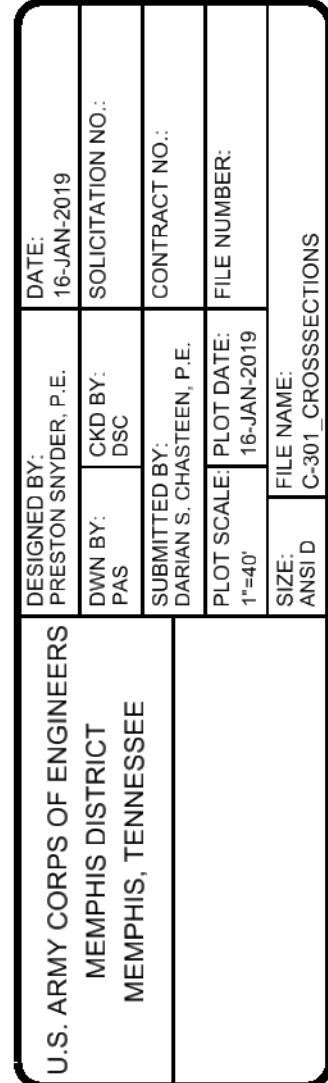 U.S. ARMY CORPS OF ENGINEERS
MEMPHIS DISTRICT
MEMPHIS, TENNESSEE
DESIGNED BY:
PRESTON SNYDER, P.E.
DATE:
16-JAN-2019
DWN BY:
PAS
CKD BY:
DSC
SOLICITATION NO.:
SUBMITTED BY:
DARIAN S. CHASTEEN, P.E.
CONTRACT NO.:
PLOT SCALE:
1"=40'
PLOT DATE:
16-JAN-2019
FILE NUMBER:
SIZE:
ANSI D
FILE NAME:
C-301_CROSSSECTIONS